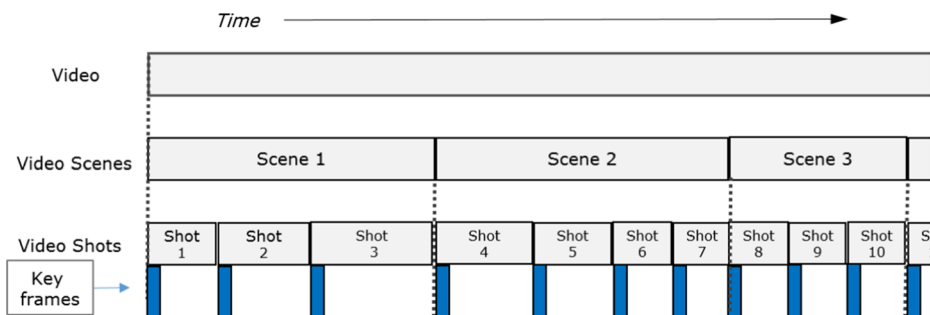 Time
Video
Video Scenes
Scene 1
Scene 2
Scene 3
Video Shots
Shot
1
Shot
2
Shot
3
Shot
4
Shot
5
Shot
6
Shot
7
Shot
8
Shot
9
Shot
10
Key
frames